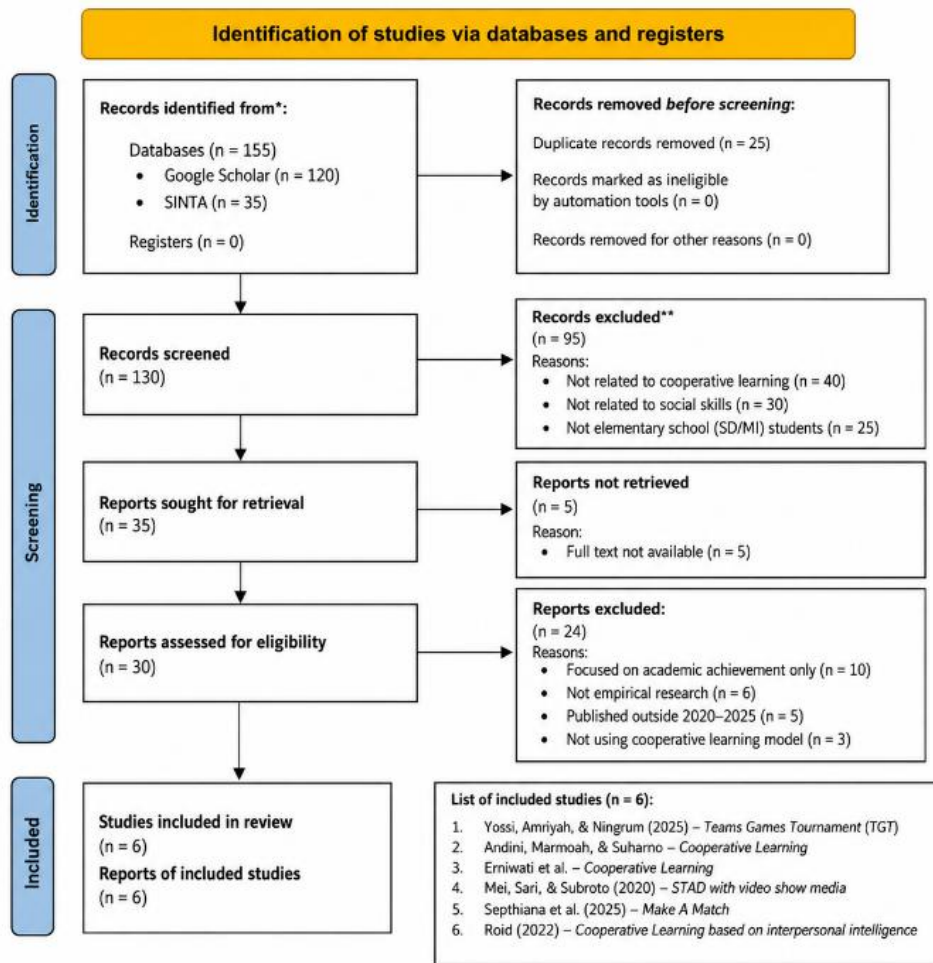 Identification of studies via databases and registers
Identification
Records identified from*:
Databases (n = 155)
• Google Scholar (n = 120)
• SINTA (n = 35)
Registers (n = 0)
Records removed before screening:
Duplicate records removed (n = 25)
Records marked as ineligible
by automation tools (n = 0)
Records removed for other reasons (n = 0)
Screening
Records screened
(n = 130)
Records excluded**
(n = 95)
Reasons:
• Not related to cooperative learning (n = 40)
• Not related to social skills (n = 30)
• Not elementary school (SD/MI) students (n = 25)
Reports sought for retrieval
(n = 35)
Reports not retrieved
(n = 5)
Reason:
• Full text not available (n = 5)
Reports assessed for eligibility
(n = 30)
Reports excluded:
(n = 24)
Reasons:
• Focused on academic achievement only (n = 10)
• Not empirical research (n = 6)
• Published outside 2020–2025 (n = 5)
• Not using cooperative learning model (n = 3)
Included
Studies included in review
(n = 6)
Reports of included studies
(n = 6)
List of included studies (n = 6):
1. Yossi, Amriyah, & Ningrum (2025) – Teams Games Tournament (TGT)
2. Andini, Marmoah, & Suharno – Cooperative Learning
3. Erniwati et al. – Cooperative Learning
4. Mei, Sari, & Subroto (2020) – STAD with video show media
5. Septhiana et al. (2025) – Make A Match
6. Roid (2022) – Cooperative Learning based on interpersonal intelligence